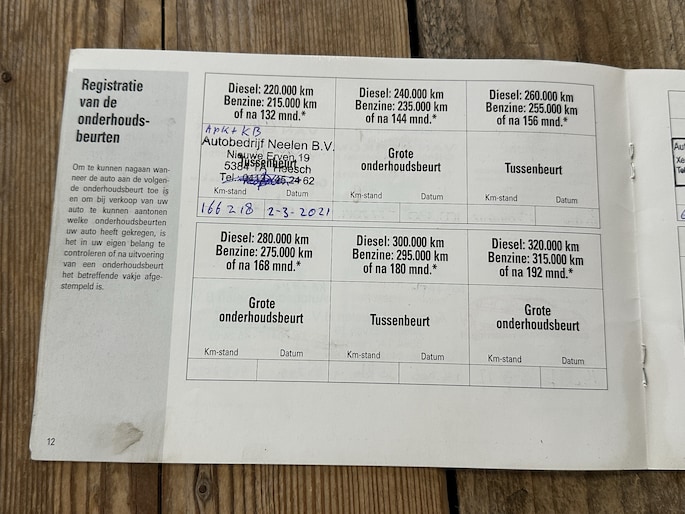 Registratie
van de
onderhouds-
beurten
Om te kunnen nagaan wan-
neer de auto aan de volgen-
de onderhoudsbeurt toe is
en om bij verkoop van uw
auto te kunnen aantonen
welke onderhoudsbeurten
uw auto heeft gekregen, is
het in uw eigen belang te
controleren of na uitvoering
van een onderhoudsbeurt
het betreffende vakje afge-
stempeld is.
12
Diesel: 220.000 km
Benzine: 215.000 km
of na 132 mnd.*
APK + KB
Autobedrijf Neelen B.V.
Nieuwe Erven 19
5384 Heesch
Tussenbeurt
Tel.
Km-stand Datum
166 218 2-3-2021
Diesel: 240.000 km
Benzine: 235.000 km
of na 144 mnd.*
Grote
onderhoudsbeurt
Km-stand Datum
Diesel: 260.000 km
Benzine: 255.000 km
of na 156 mnd.*
Tussenbeurt
Km-stand Datum
Diesel: 280.000 km
Benzine: 275.000 km
of na 168 mnd.*
Grote
onderhoudsbeurt
Km-stand Datum
Diesel: 300.000 km
Benzine: 295.000 km
of na 180 mnd.*
Tussenbeurt
Km-stand Datum
Diesel: 320.000 km
Benzine: 315.000 km
of na 192 mnd.*
Grote
onderhoudsbeurt
Km-stand Datum